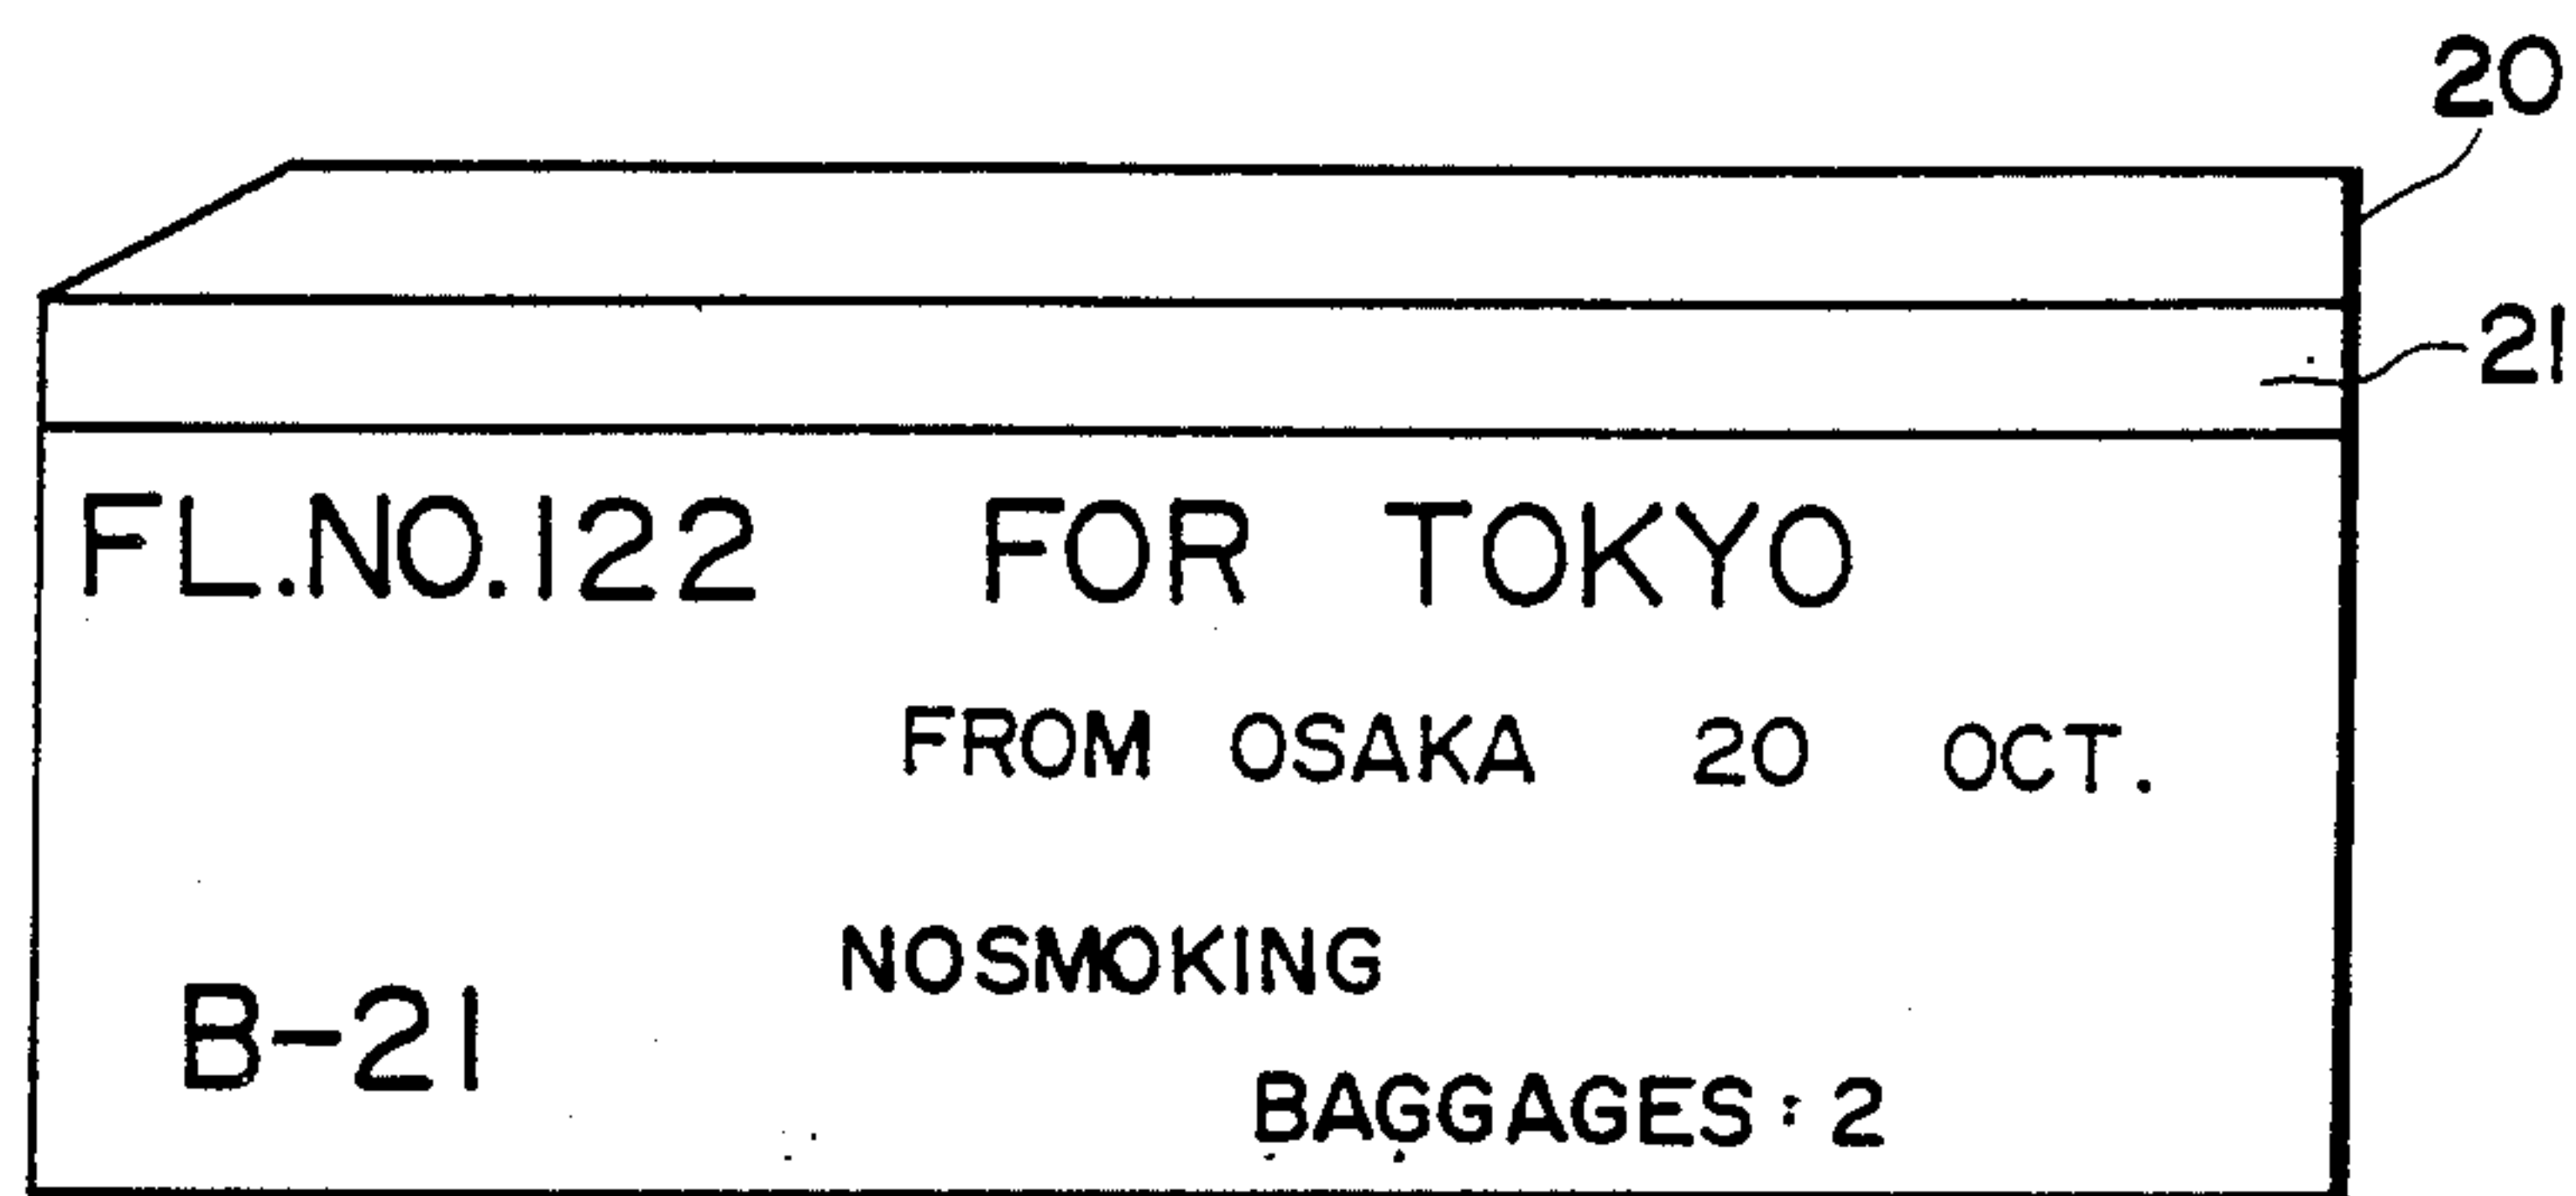 20
21
FL.NO.122 FOR TOKYO
FROM OSAKA 20 OCT.
NOSMOKING
B-21
BAGGAGES:2